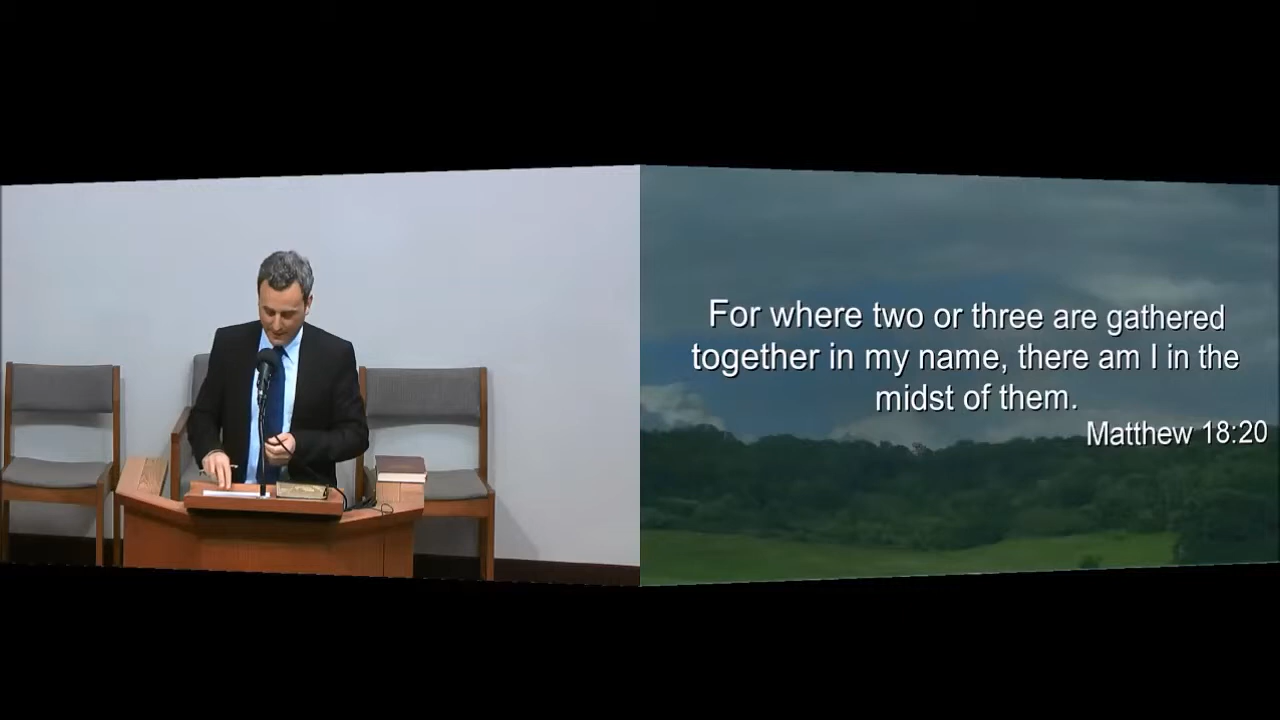 For where two or three are gathered
together in my name, there am I in the
midst of them.
Matthew 18:20